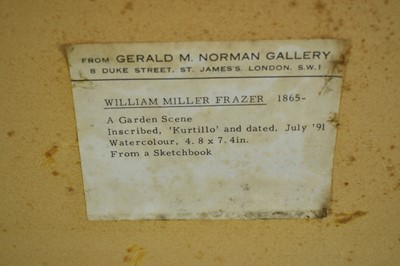 FROM GERALD M. NORMAN GALLERY
8 DUKE STREET, ST. JAMES'S, LONDON, S.W.1
WILLIAM MILLER FRAZER 1865-
A Garden Scene
Inscribed, 'Kurtillo' and dated, July '91
Watercolour, 4.8 x 7.4in.
From a Sketchbook